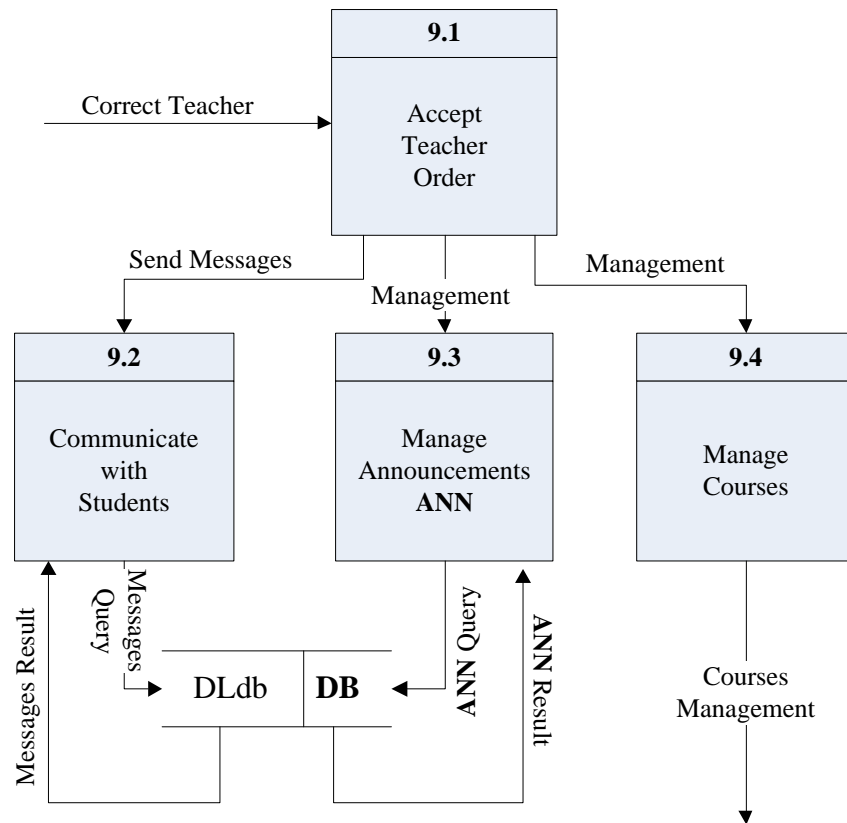 9.1
Correct Teacher
Accept
Teacher
Order
Send Messages
Management
Management
9.2
9.3
9.4
Communicate
with
Students
Manage
Announcements
ANN
Manage
Courses
Messages Result
Messages
Query
ANN Query
ANN Result
DLdb
DB
Courses
Management